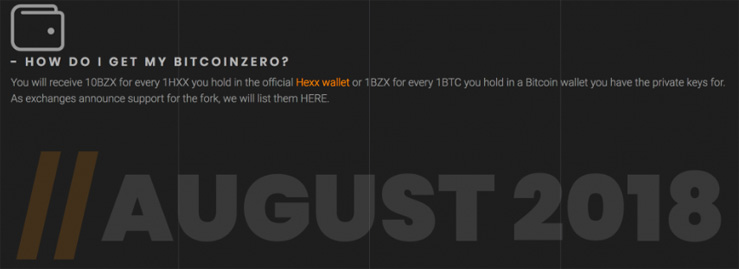 - HOW DO I GET MY BITCOINZERO?
You will receive 10BZX for every 1HXX you hold in the official Hexx wallet or 1BZX for every 1BTC you hold in a Bitcoin wallet you have the private keys for.
As exchanges announce support for the fork, we will list them HERE.
// AUGUST 2018